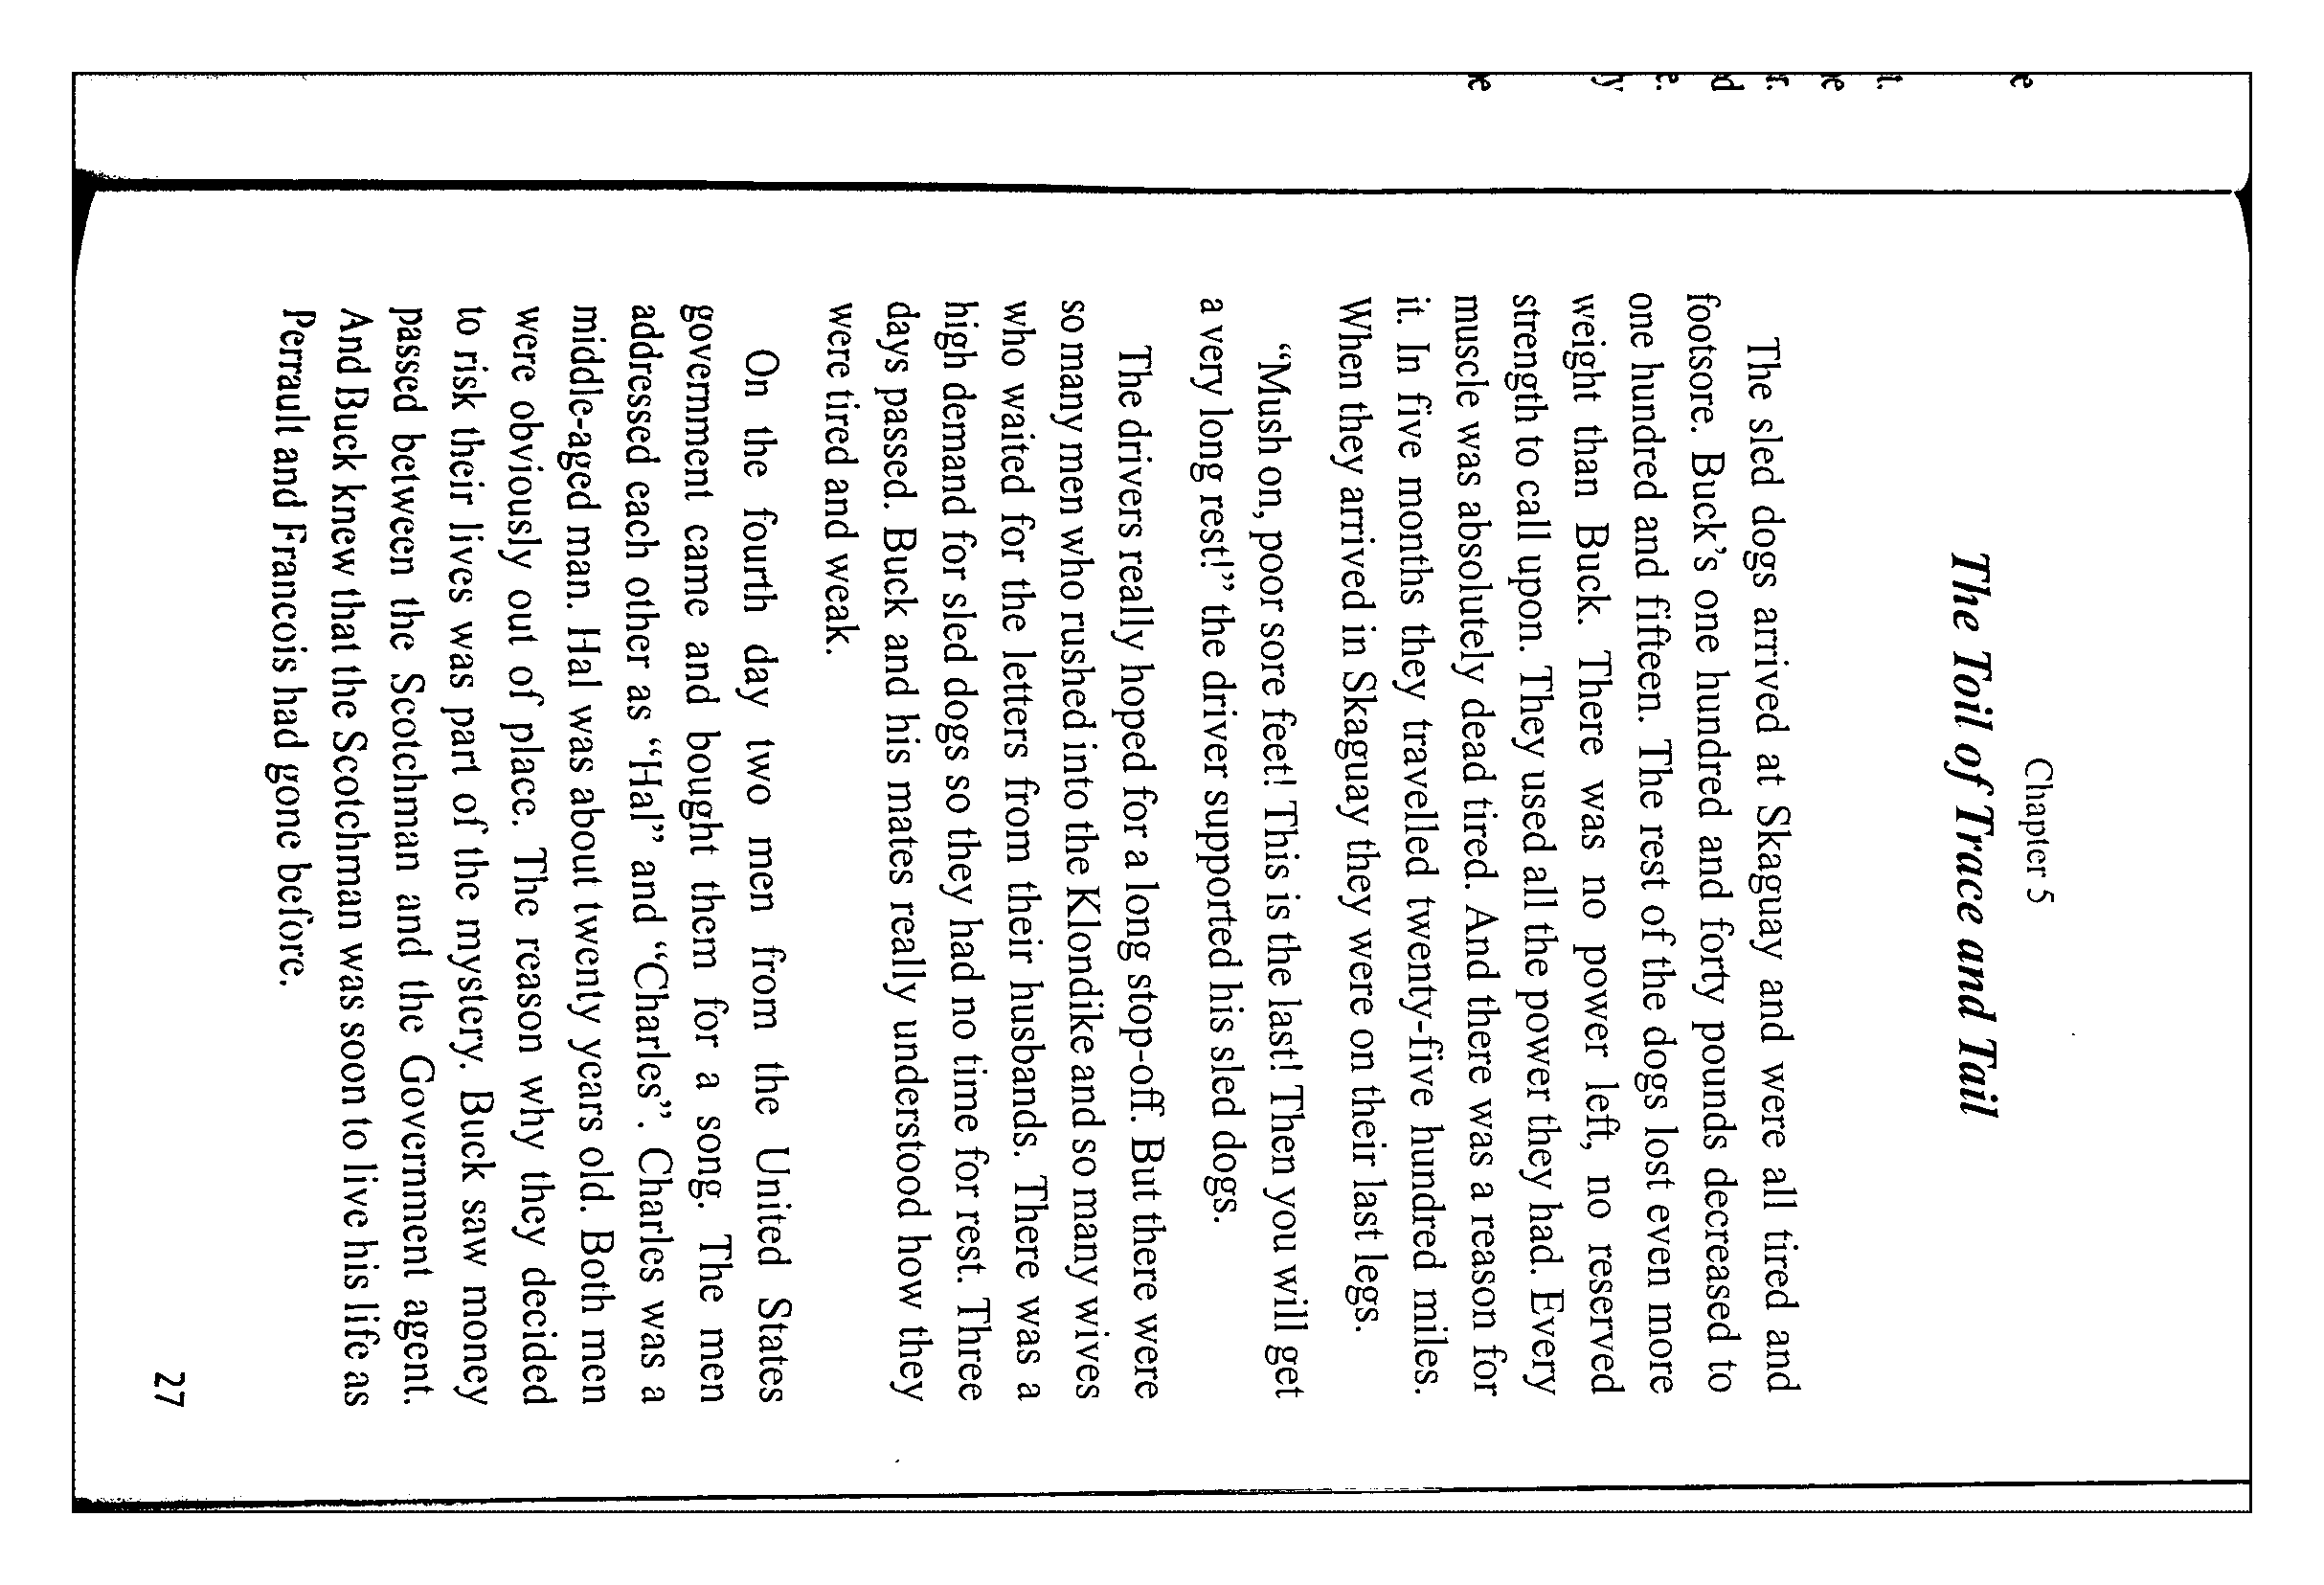 Chapter 5
The Toil of Trace and Tail
The sled dogs arrived at Skaguay and were all tired and
footsore. Buck's one hundred and forty pounds decreased to
one hundred and fifteen. The rest of the dogs lost even more
weight than Buck. There was no power left, no reserved
strength to call upon. They used all the power they had. Every
muscle was absolutely dead tired. And there was a reason for
it. In five months they travelled twenty-five hundred miles.
When they arrived in Skaguay they were on their last legs.
“Mush on, poor sore feet! This is the last! Then you will get
a very long rest!” the driver supported his sled dogs.
The drivers really hoped for a long stop-off. But there were
so many men who rushed into the Klondike and so many wives
who waited for the letters from their husbands. There was a
high demand for sled dogs so they had no time for rest. Three
days passed. Buck and his mates really understood how they
were tired and weak.
On the fourth day two men from the United States
government came and bought them for a song. The men
addressed each other as “Hal” and “Charles”. Charles was a
middle-aged man. Hal was about twenty years old. Both men
were obviously out of place. The reason why they decided
to risk their lives was part of the mystery. Buck saw money
passed between the Scotchman and the Government agent.
And Buck knew that the Scotchman was soon to live his life as
Perrault and Francois had gone before.
27